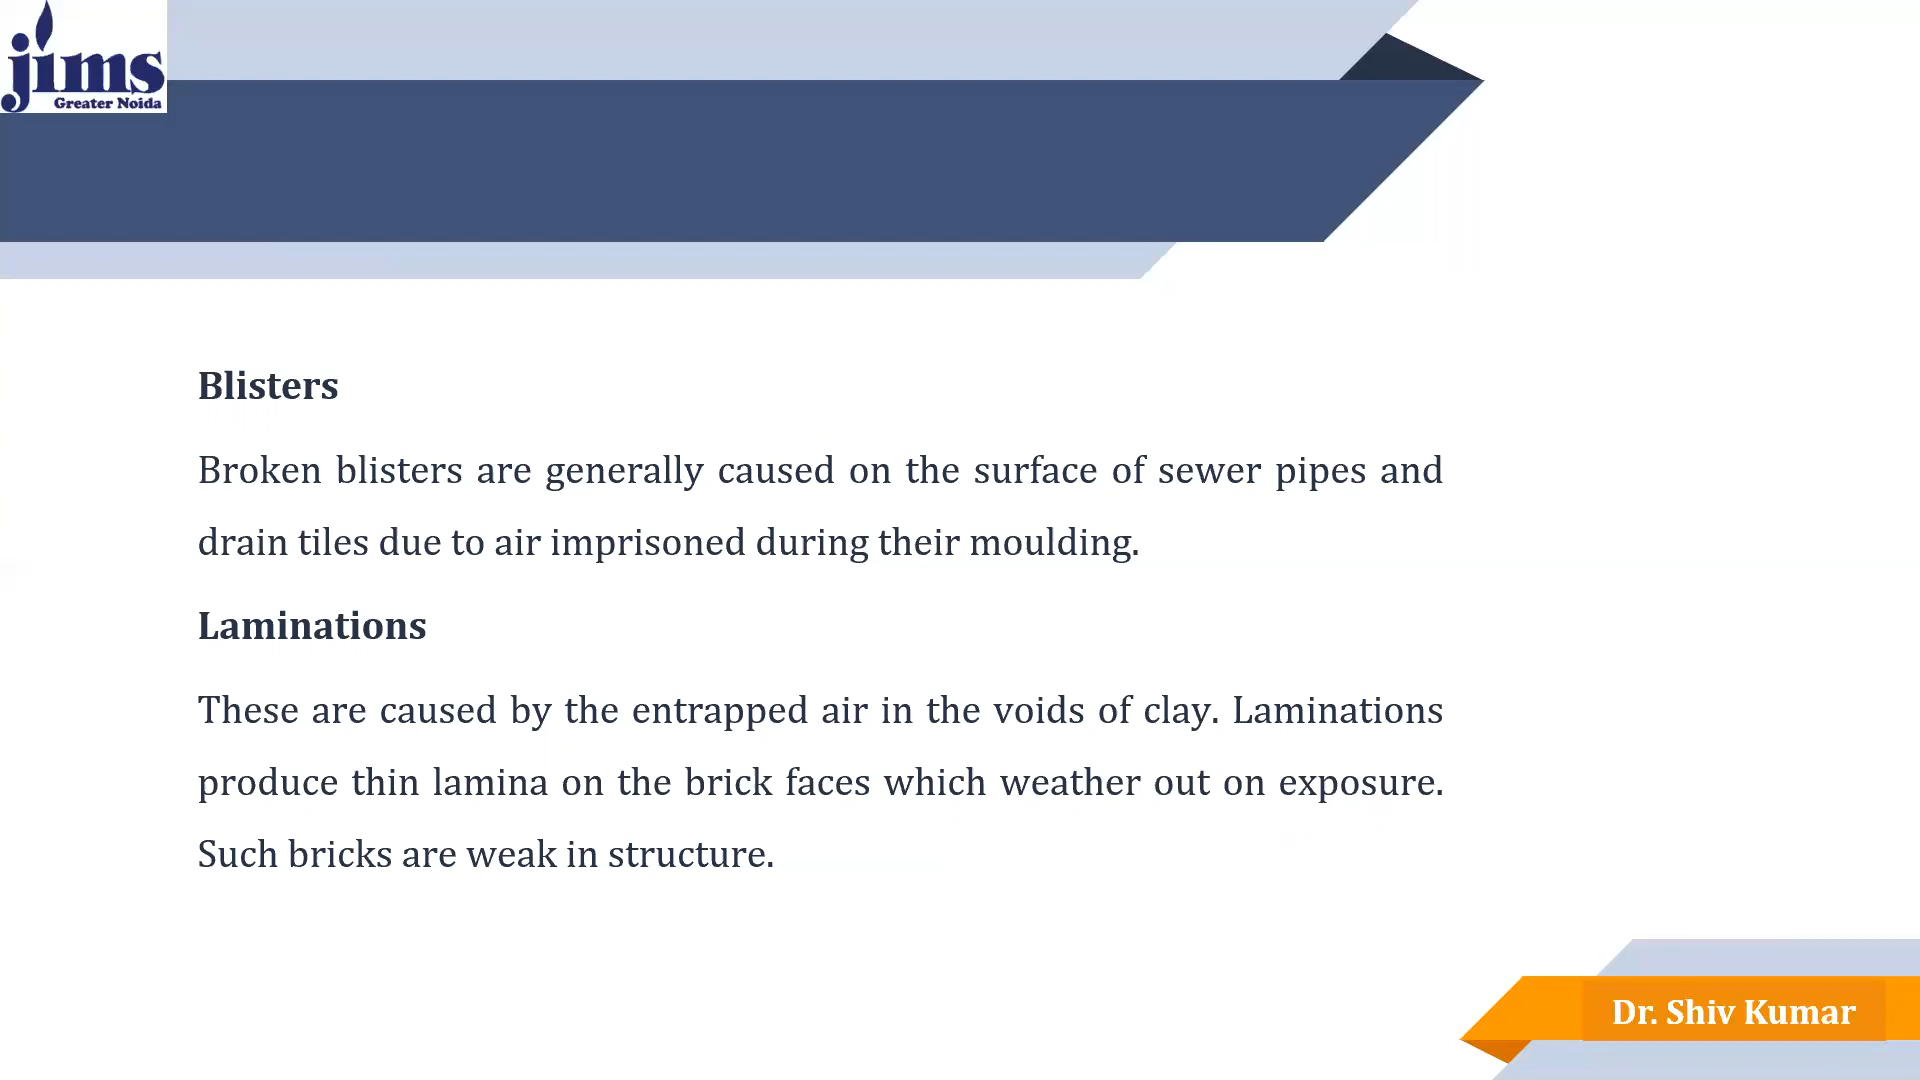 jims
Greater Noida
Blisters
Broken blisters are generally caused on the surface of sewer pipes and
drain tiles due to air imprisoned during their moulding.
Laminations
These are caused by the entrapped air in the voids of clay. Laminations
produce thin lamina on the brick faces which weather out on exposure.
Such bricks are weak in structure.
Dr. Shiv Kumar